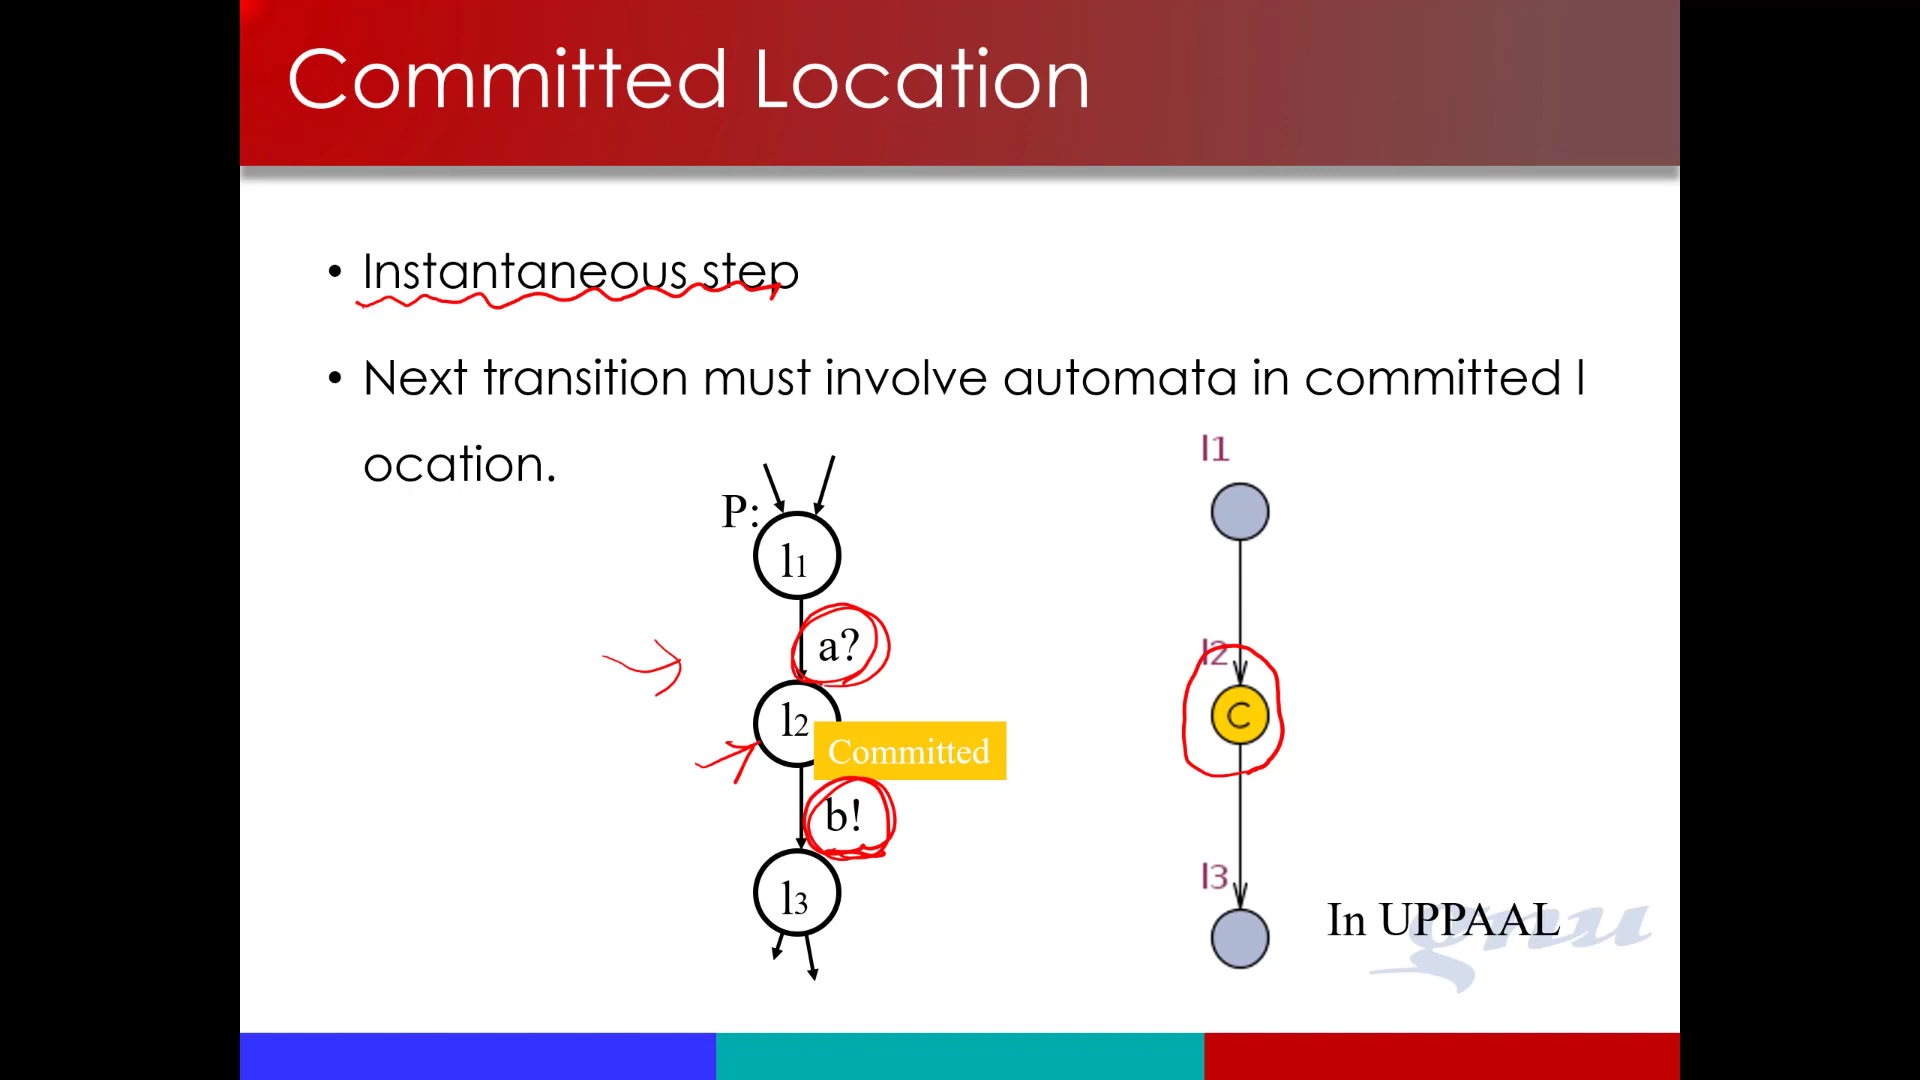 Committed Location
• Instantaneous step
• Next transition must involve automata in committed l
ocation.
P:
l1
a?
l2
Committed
b!
l3
l1
l2
C
l3
In UPPAAL
gnu